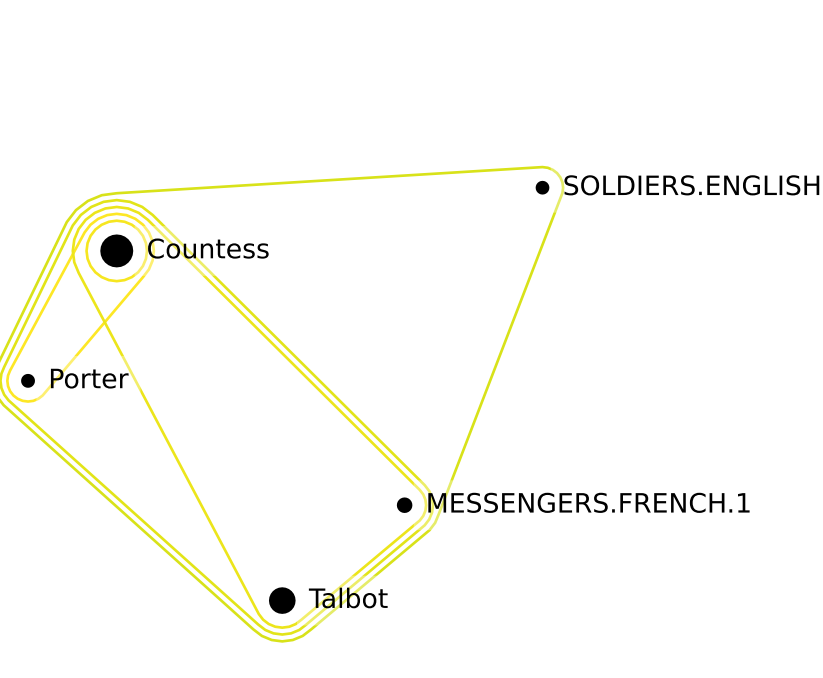 SOLDIERS.ENGLISH
Countess
Porter
MESSENGERS.FRENCH.1
Talbot